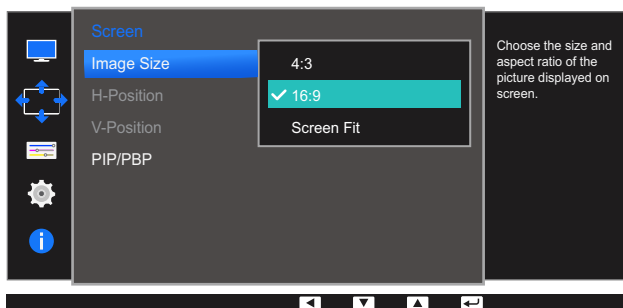 Screen
Image Size
4:3
Choose the size and
aspect ratio of the
picture displayed on
screen.
H-Position
16:9
V-Position
Screen Fit
PIP/PBP